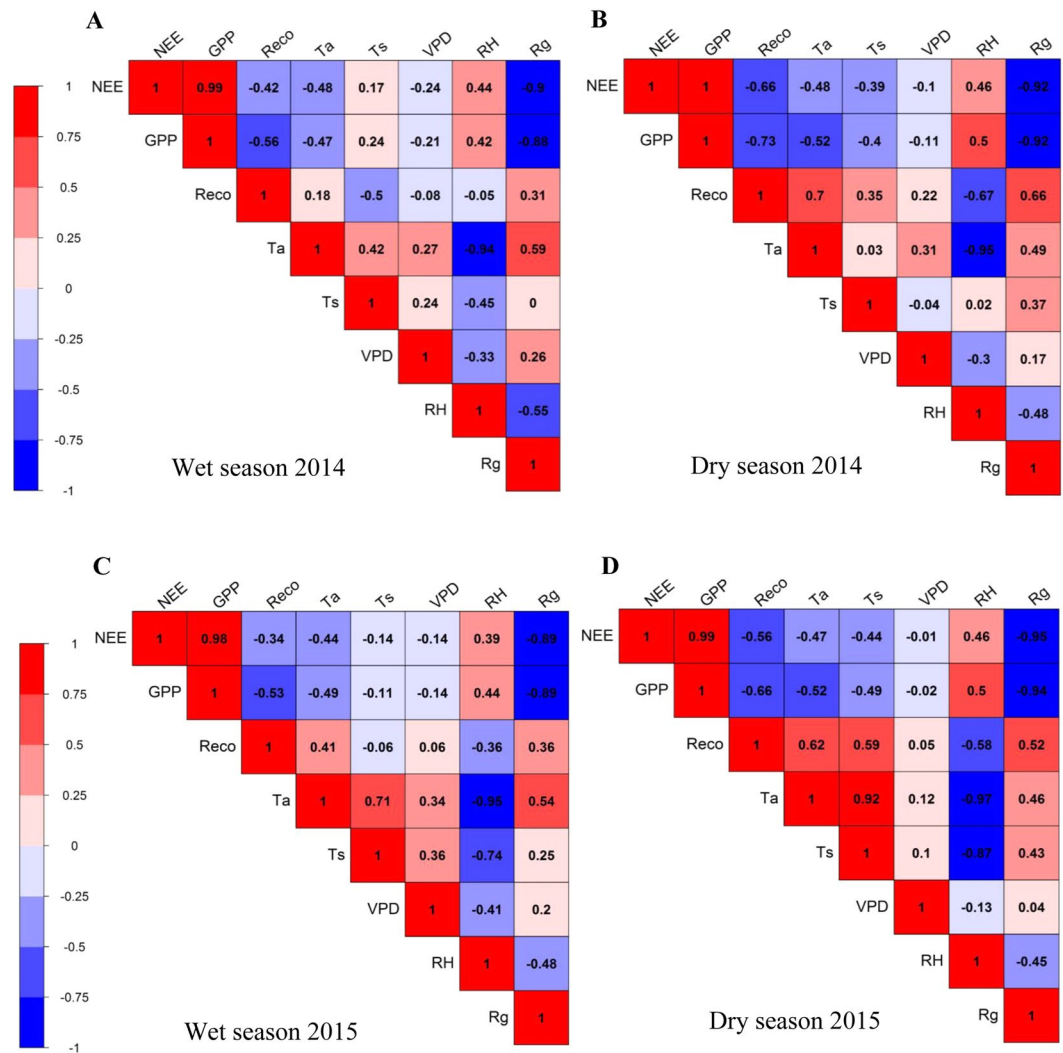 A
NEE GPP Reco Ta Ts VPD RH Rg
NEE 1 0.99 -0.42 -0.48 0.17 -0.24 0.44 -0.9
GPP 1 -0.56 -0.47 0.24 -0.21 0.42 -0.88
Reco 1 0.18 -0.5 -0.08 -0.05 0.31
Ta 1 0.42 0.27 -0.94 0.59
Ts 1 0.24 -0.45 0
VPD 1 -0.33 0.26
RH 1 -0.55
Rg 1
Wet season 2014
1
0.75
0.5
0.25
0
-0.25
-0.5
-0.75
-1
B
NEE GPP Reco Ta Ts VPD RH Rg
NEE 1 1 -0.66 -0.48 -0.39 -0.1 0.46 -0.92
GPP 1 -0.73 -0.52 -0.4 -0.11 0.5 -0.92
Reco 1 0.7 0.35 0.22 -0.67 0.66
Ta 1 0.03 0.31 -0.95 0.49
Ts 1 -0.04 0.02 0.37
VPD 1 -0.3 0.17
RH 1 -0.48
Rg 1
Dry season 2014
C
NEE GPP Reco Ta Ts VPD RH Rg
NEE 1 0.98 -0.34 -0.44 -0.14 -0.14 0.39 -0.89
GPP 1 -0.53 -0.49 -0.11 -0.14 0.44 -0.89
Reco 1 0.41 -0.06 0.06 -0.36 0.36
Ta 1 0.71 0.34 -0.95 0.54
Ts 1 0.36 -0.74 0.25
VPD 1 -0.41 0.2
RH 1 -0.48
Rg 1
Wet season 2015
1
0.75
0.5
0.25
0
-0.25
-0.5
-0.75
-1
D
NEE GPP Reco Ta Ts VPD RH Rg
NEE 1 0.99 -0.56 -0.47 -0.44 -0.01 0.46 -0.95
GPP 1 -0.66 -0.52 -0.49 -0.02 0.5 -0.94
Reco 1 0.62 0.59 0.05 -0.58 0.52
Ta 1 0.92 0.12 -0.97 0.46
Ts 1 0.1 -0.87 0.43
VPD 1 -0.13 0.04
RH 1 -0.45
Rg 1
Dry season 2015